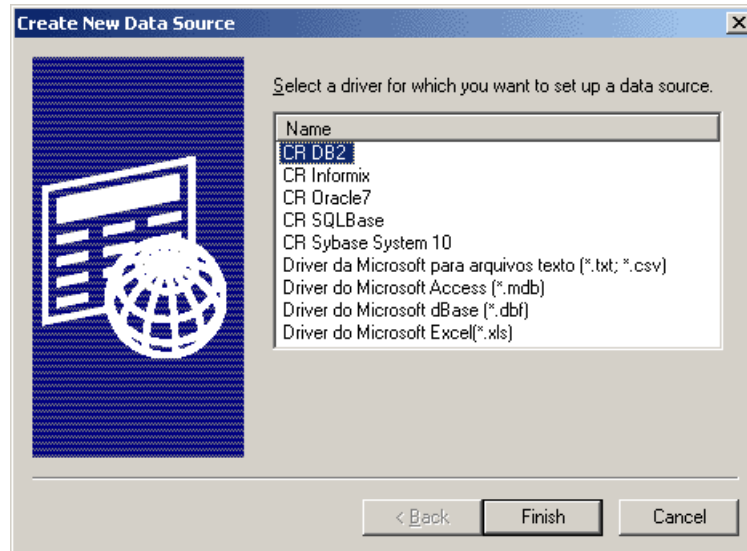 Create New Data Source
Select a driver for which you want to set up a data source.
Name
CR DB2
CR Informix
CR Oracle7
CR SQLBase
CR Sybase System 10
Driver da Microsoft para arquivos texto (*.txt; *.csv)
Driver do Microsoft Access (*.mdb)
Driver do Microsoft dBase (*.dbf)
Driver do Microsoft Excel(*.xls)
< Back Finish Cancel